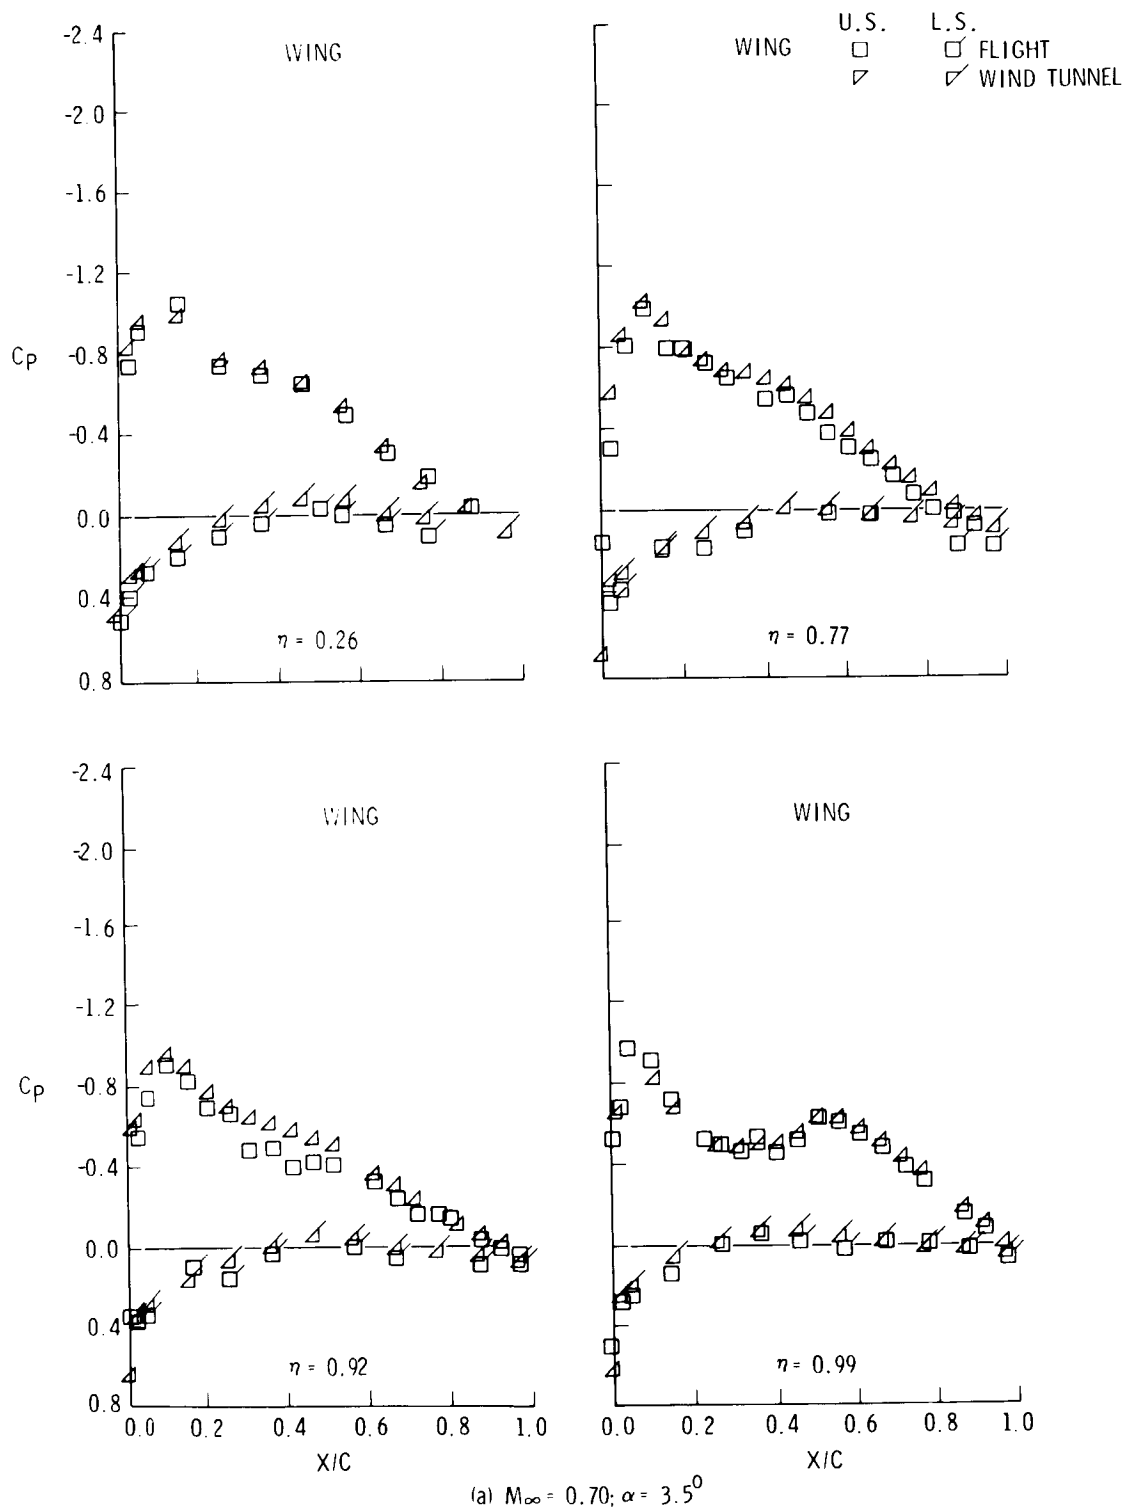 U.S. L.S.
FLIGHT
WIND TUNNEL
WING
WING
-2.4
-2.0
-1.6
-1.2
-0.8
-0.4
0.0
0.4
0.8
CP
η = 0.26
η = 0.77
WING
WING
-2.4
-2.0
-1.6
-1.2
-0.8
-0.4
0.0
0.4
0.8
CP
η = 0.92
η = 0.99
0.0 0.2 0.4 0.6 0.8 1.0
0.0 0.2 0.4 0.6 0.8 1.0
X/C
X/C
(a) M∞ = 0.70; α = 3.5⁰